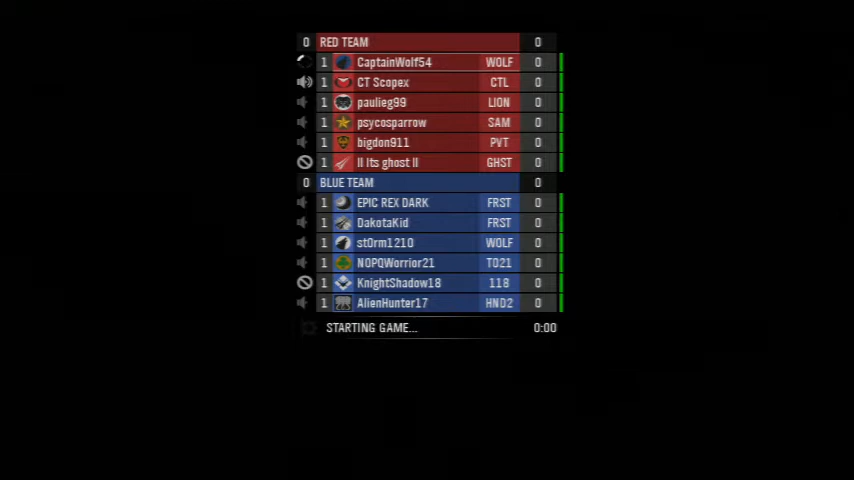 0 RED TEAM 0
1 CaptainWolf54 WOLF 0
1 CT Scopex CTL 0
1 paulieg99 LION 0
1 psycosparrow SAM 0
1 bigdon911 PVT 0
1 II Its ghost II GHST 0
0 BLUE TEAM 0
1 EPIC REX DARK FRST 0
1 DakotaKid FRST 0
1 st0rm1210 WOLF 0
1 NOPQWorrior21 TO21 0
1 KnightShadow18 118 0
1 AlienHunter17 HND2 0
STARTING GAME... 0:00